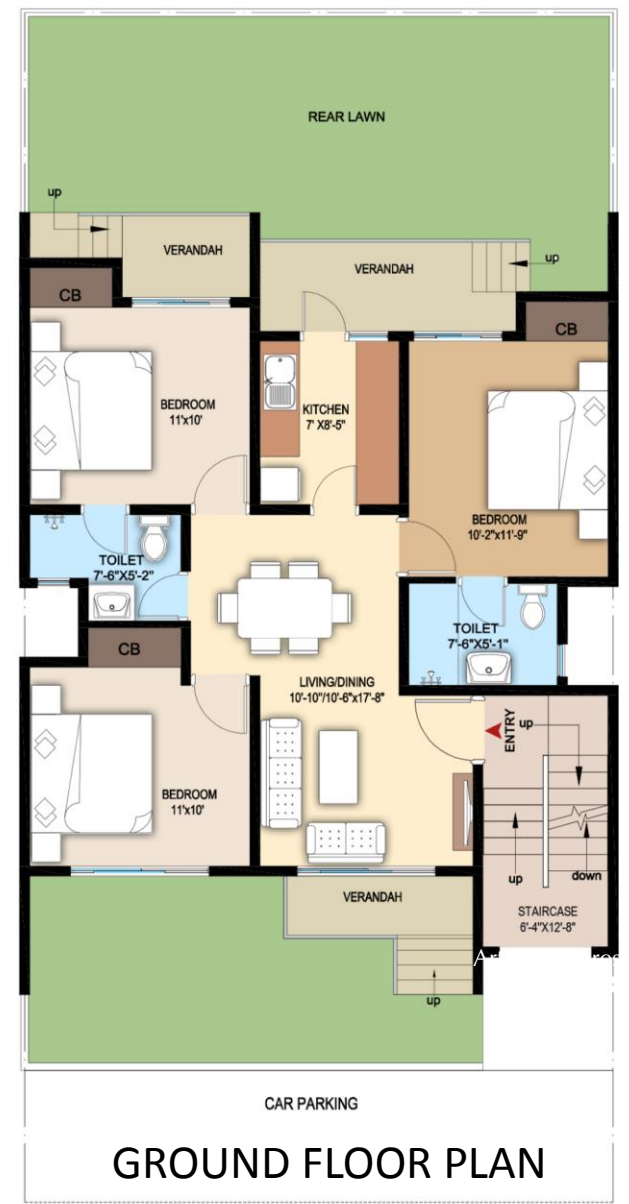 REAR LAWN
up
VERANDAH
VERANDAH
up
CB
CB
BEDROOM
11'x10'
KITCHEN
7' X8'-5"
BEDROOM
10'-2"x11'-9"
TOILET
7'-6"X5'-2"
TOILET
7'-6"X5'-1"
CB
LIVING/DINING
10'-10"/10'-6"x17'-8"
ENTRY
up
BEDROOM
11'x10'
up
down
VERANDAH
STAIRCASE
6'-4"X12'-8"
up
CAR PARKING
GROUND FLOOR PLAN